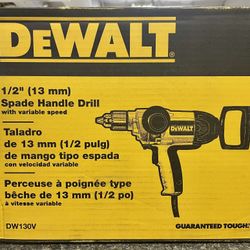 DEWALT
1/2" (13 mm)
Spade Handle Drill
with variable speed
Taladro
de 13 mm (1/2 pulg)
de mango tipo espada
con velocidad variable
Perceuse à poignée type
bêche de 13 mm (1/2 po)
à vitesse variable
DW130V
DEWALT
GUARANTEED TOUGH